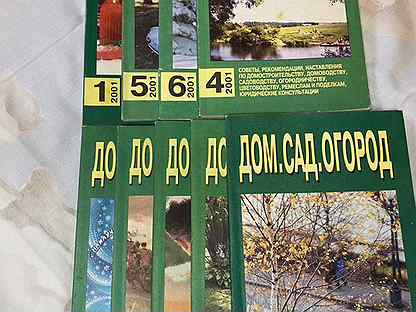 1 2001
5 2001
6 2001
4 2001
СОВЕТЫ, РЕКОМЕНДАЦИИ, НАСТАВЛЕНИЯ
ПО ДОМОСТРОИТЕЛЬСТВУ, ДОМОВОДСТВУ,
САДОВОДСТВУ, ОГОРОДНИЧЕСТВУ,
ЦВЕТОВОДСТВУ, РЕМЕСЛАМ И ПОДЕЛКАМ,
ЮРИДИЧЕСКИЕ КОНСУЛЬТАЦИИ
ДО
ДО
ДО
ДО
ДОМ.САД.ОГОРОД